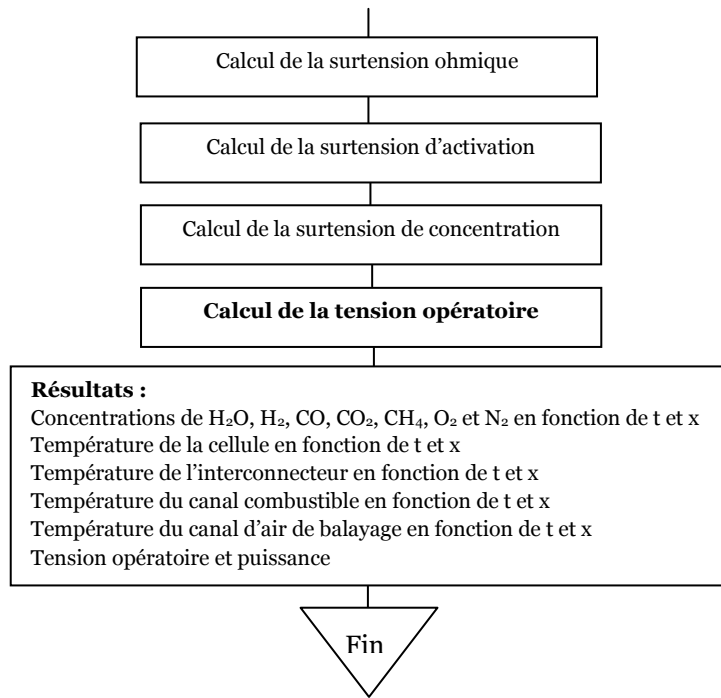 Calcul de la surtension ohmique
Calcul de la surtension d’activation
Calcul de la surtension de concentration
Calcul de la tension opératoire
Résultats :
Concentrations de H₂O, H₂, CO, CO₂, CH₄, O₂ et N₂ en fonction de t et x
Température de la cellule en fonction de t et x
Température de l’interconnecteur en fonction de t et x
Température du canal combustible en fonction de t et x
Température du canal d’air de balayage en fonction de t et x
Tension opératoire et puissance
Fin